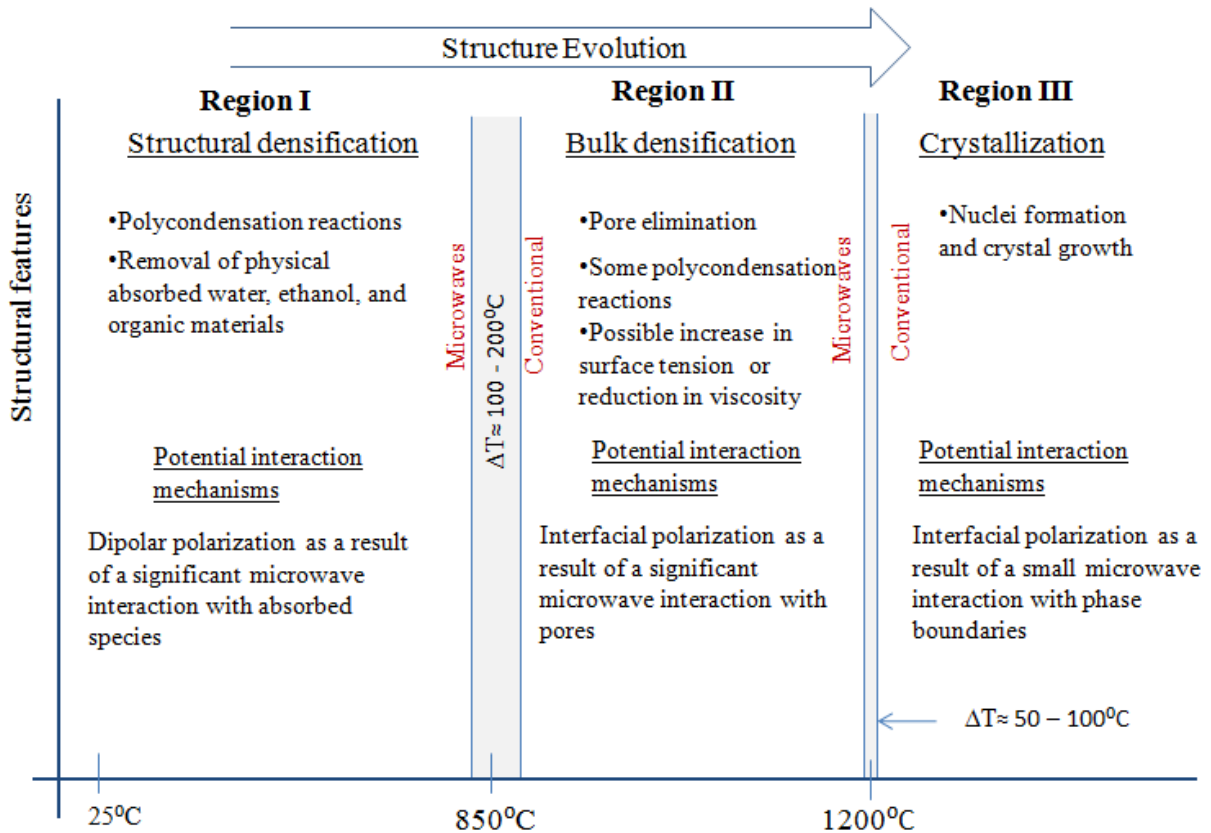 Structure Evolution
Region I
Structural densification
•Polycondensation reactions
•Removal of physical
absorbed water, ethanol, and
organic materials
Potential interaction
mechanisms
Dipolar polarization as a result
of a significant microwave
interaction with absorbed
species
Region II
Bulk densification
•Pore elimination
•Some polycondensation
reactions
•Possible increase in
surface tension or
reduction in viscosity
Potential interaction
mechanisms
Interfacial polarization as a
result of a significant
microwave interaction with
pores
Region III
Crystallization
•Nuclei formation
and crystal growth
Potential interaction
mechanisms
Interfacial polarization as a
result of a small microwave
interaction with phase
boundaries
Structural features
Microwaves
ΔT≈ 100 - 200⁰C
Conventional
Microwaves
Conventional
ΔT≈ 50 – 100⁰C
25⁰C
850⁰C
1200⁰C